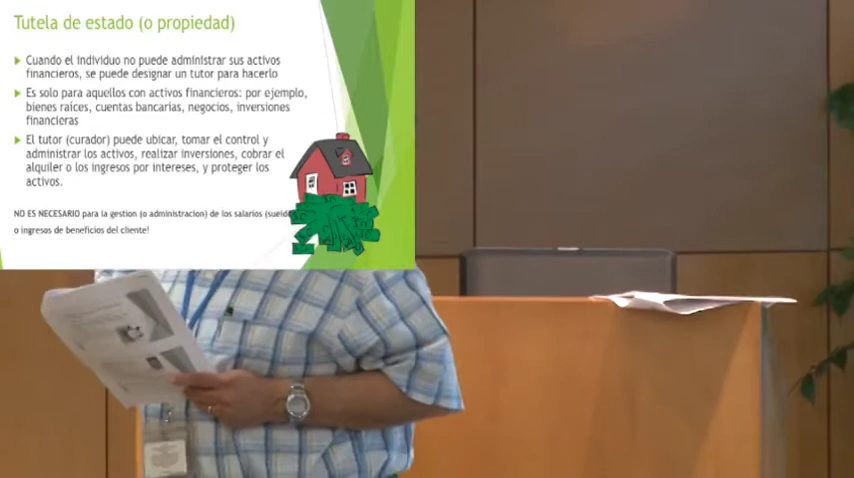 Tutela de estado (o propiedad)
Cuando el individuo no puede administrar sus activos
financieros, se puede designar un tutor para hacerlo
Es solo para aquellos con activos financieros: por ejemplo,
bienes raíces, cuentas bancarias, negocios, inversiones
financieras
El tutor (curador) puede ubicar, tomar el control y
administrar los activos, realizar inversiones, cobrar el
alquiler o los ingresos por intereses, y proteger los
activos.
NO ES NECESARIO para la gestion (o administracion) de los salarios
o ingresos de beneficios del cliente!